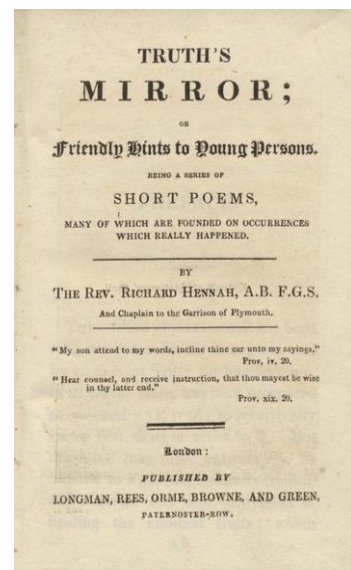 TRUTH'S
MIRROR;
OR
Friendly Hints to Young Persons.
BEING A SERIES OF
SHORT POEMS,
MANY OF WHICH ARE FOUNDED ON OCCURRENCES
WHICH REALLY HAPPENED.
BY
THE REV. RICHARD HENNAH, A.B. F.G.S.
And Chaplain to the Garrison of Plymouth.
"My son attend to my words, incline thine ear unto my sayings."
Prov. iv. 20.
"Hear counsel, and receive instruction, that thou mayest be wise
in thy latter end."
Prov. xix. 20.
London:
PUBLISHED BY
LONGMAN, REES, ORME, BROWNE, AND GREEN,
PATERNOSTER-ROW.